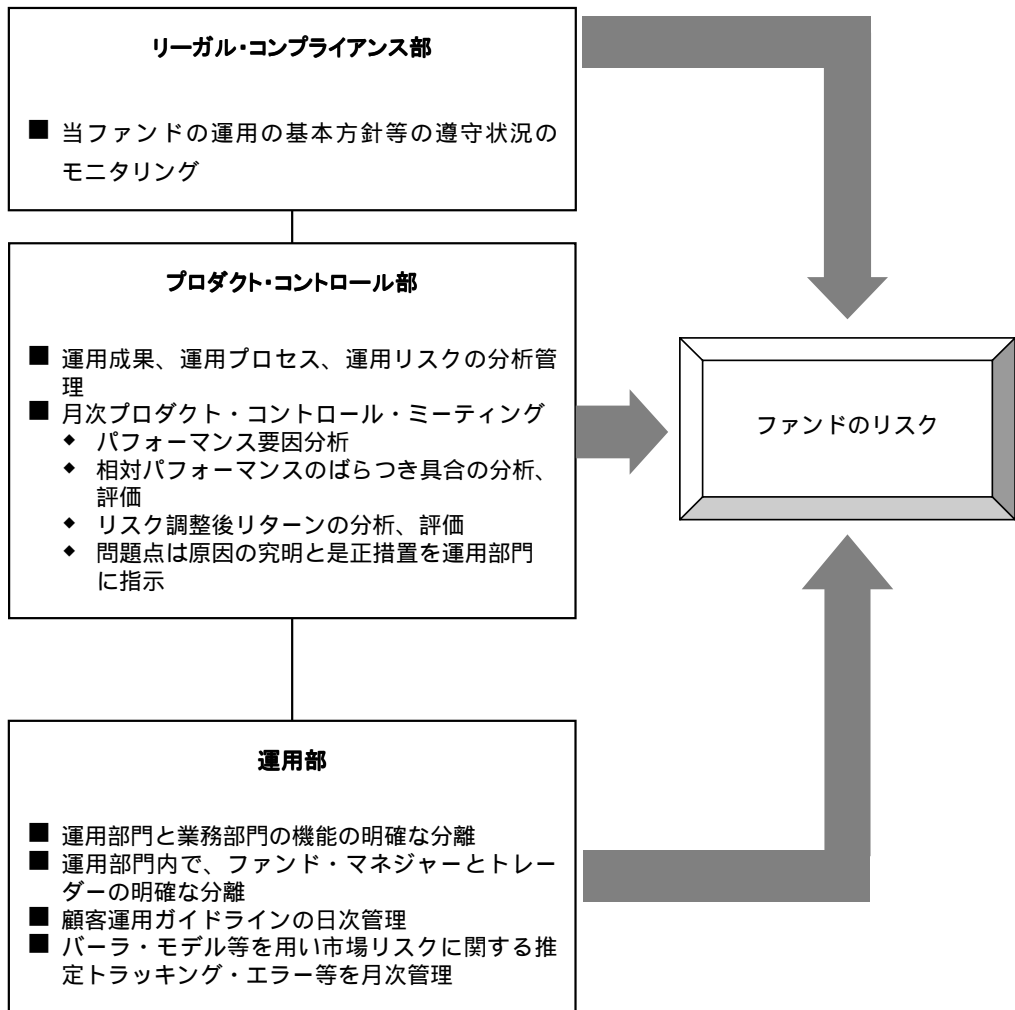 リーガル・コンプライアンス部
■ 当ファンドの運用の基本方針等の遵守状況の
モニタリング
プロダクト・コントロール部
■ 運用成果、運用プロセス、運用リスクの分析管
理
■ 月次プロダクト・コントロール・ミーティング
◆ パフォーマンス要因分析
◆ 相対パフォーマンスのばらつき具合の分析、
評価
◆ リスク調整後リターンの分析、評価
◆ 問題点は原因の究明と是正措置を運用部門
に指示
ファンドのリスク
運用部
■ 運用部門と業務部門の機能の明確な分離
■ 運用部門内で、ファンド・マネジャーとトレー
ダーの明確な分離
■ 顧客運用ガイドラインの日次管理
■ バーラ・モデル等を用い市場リスクに関する推
定トラッキング・エラー等を月次管理